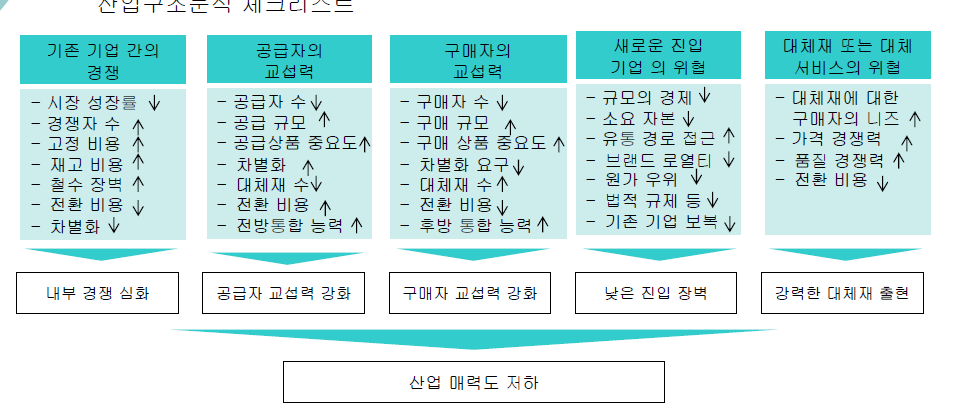 산업구조분석 체크리스트
기존 기업 간의
경쟁
- 시장 성장률 ↓
- 경쟁자 수 ↑
- 고정 비용 ↑
- 재고 비용 ↑
- 철수 장벽 ↑
- 전환 비용 ↓
- 차별화 ↓
내부 경쟁 심화
공급자의
교섭력
- 공급자 수 ↓
- 공급 규모 ↑
- 공급상품 중요도 ↑
- 차별화 ↑
- 대체재 수 ↓
- 전환 비용 ↑
- 전방통합 능력 ↑
공급자 교섭력 강화
구매자의
교섭력
- 구매자 수 ↓
- 구매 규모 ↑
- 구매 상품 중요도 ↑
- 차별화 요구 ↓
- 대체재 수 ↑
- 전환 비용 ↓
- 후방 통합 능력 ↑
구매자 교섭력 강화
새로운 진입
기업 의 위협
- 규모의 경제 ↓
- 소요 자본 ↓
- 유통 경로 접근 ↑
- 브랜드 로열티 ↓
- 원가 우위 ↓
- 법적 규제 등 ↓
- 기존 기업 보복 ↓
낮은 진입 장벽
대체재 또는 대체
서비스의 위협
- 대체재에 대한
구매자의 니즈 ↑
- 가격 경쟁력 ↑
- 품질 경쟁력 ↑
- 전환 비용 ↓
강력한 대체재 출현
산업 매력도 저하